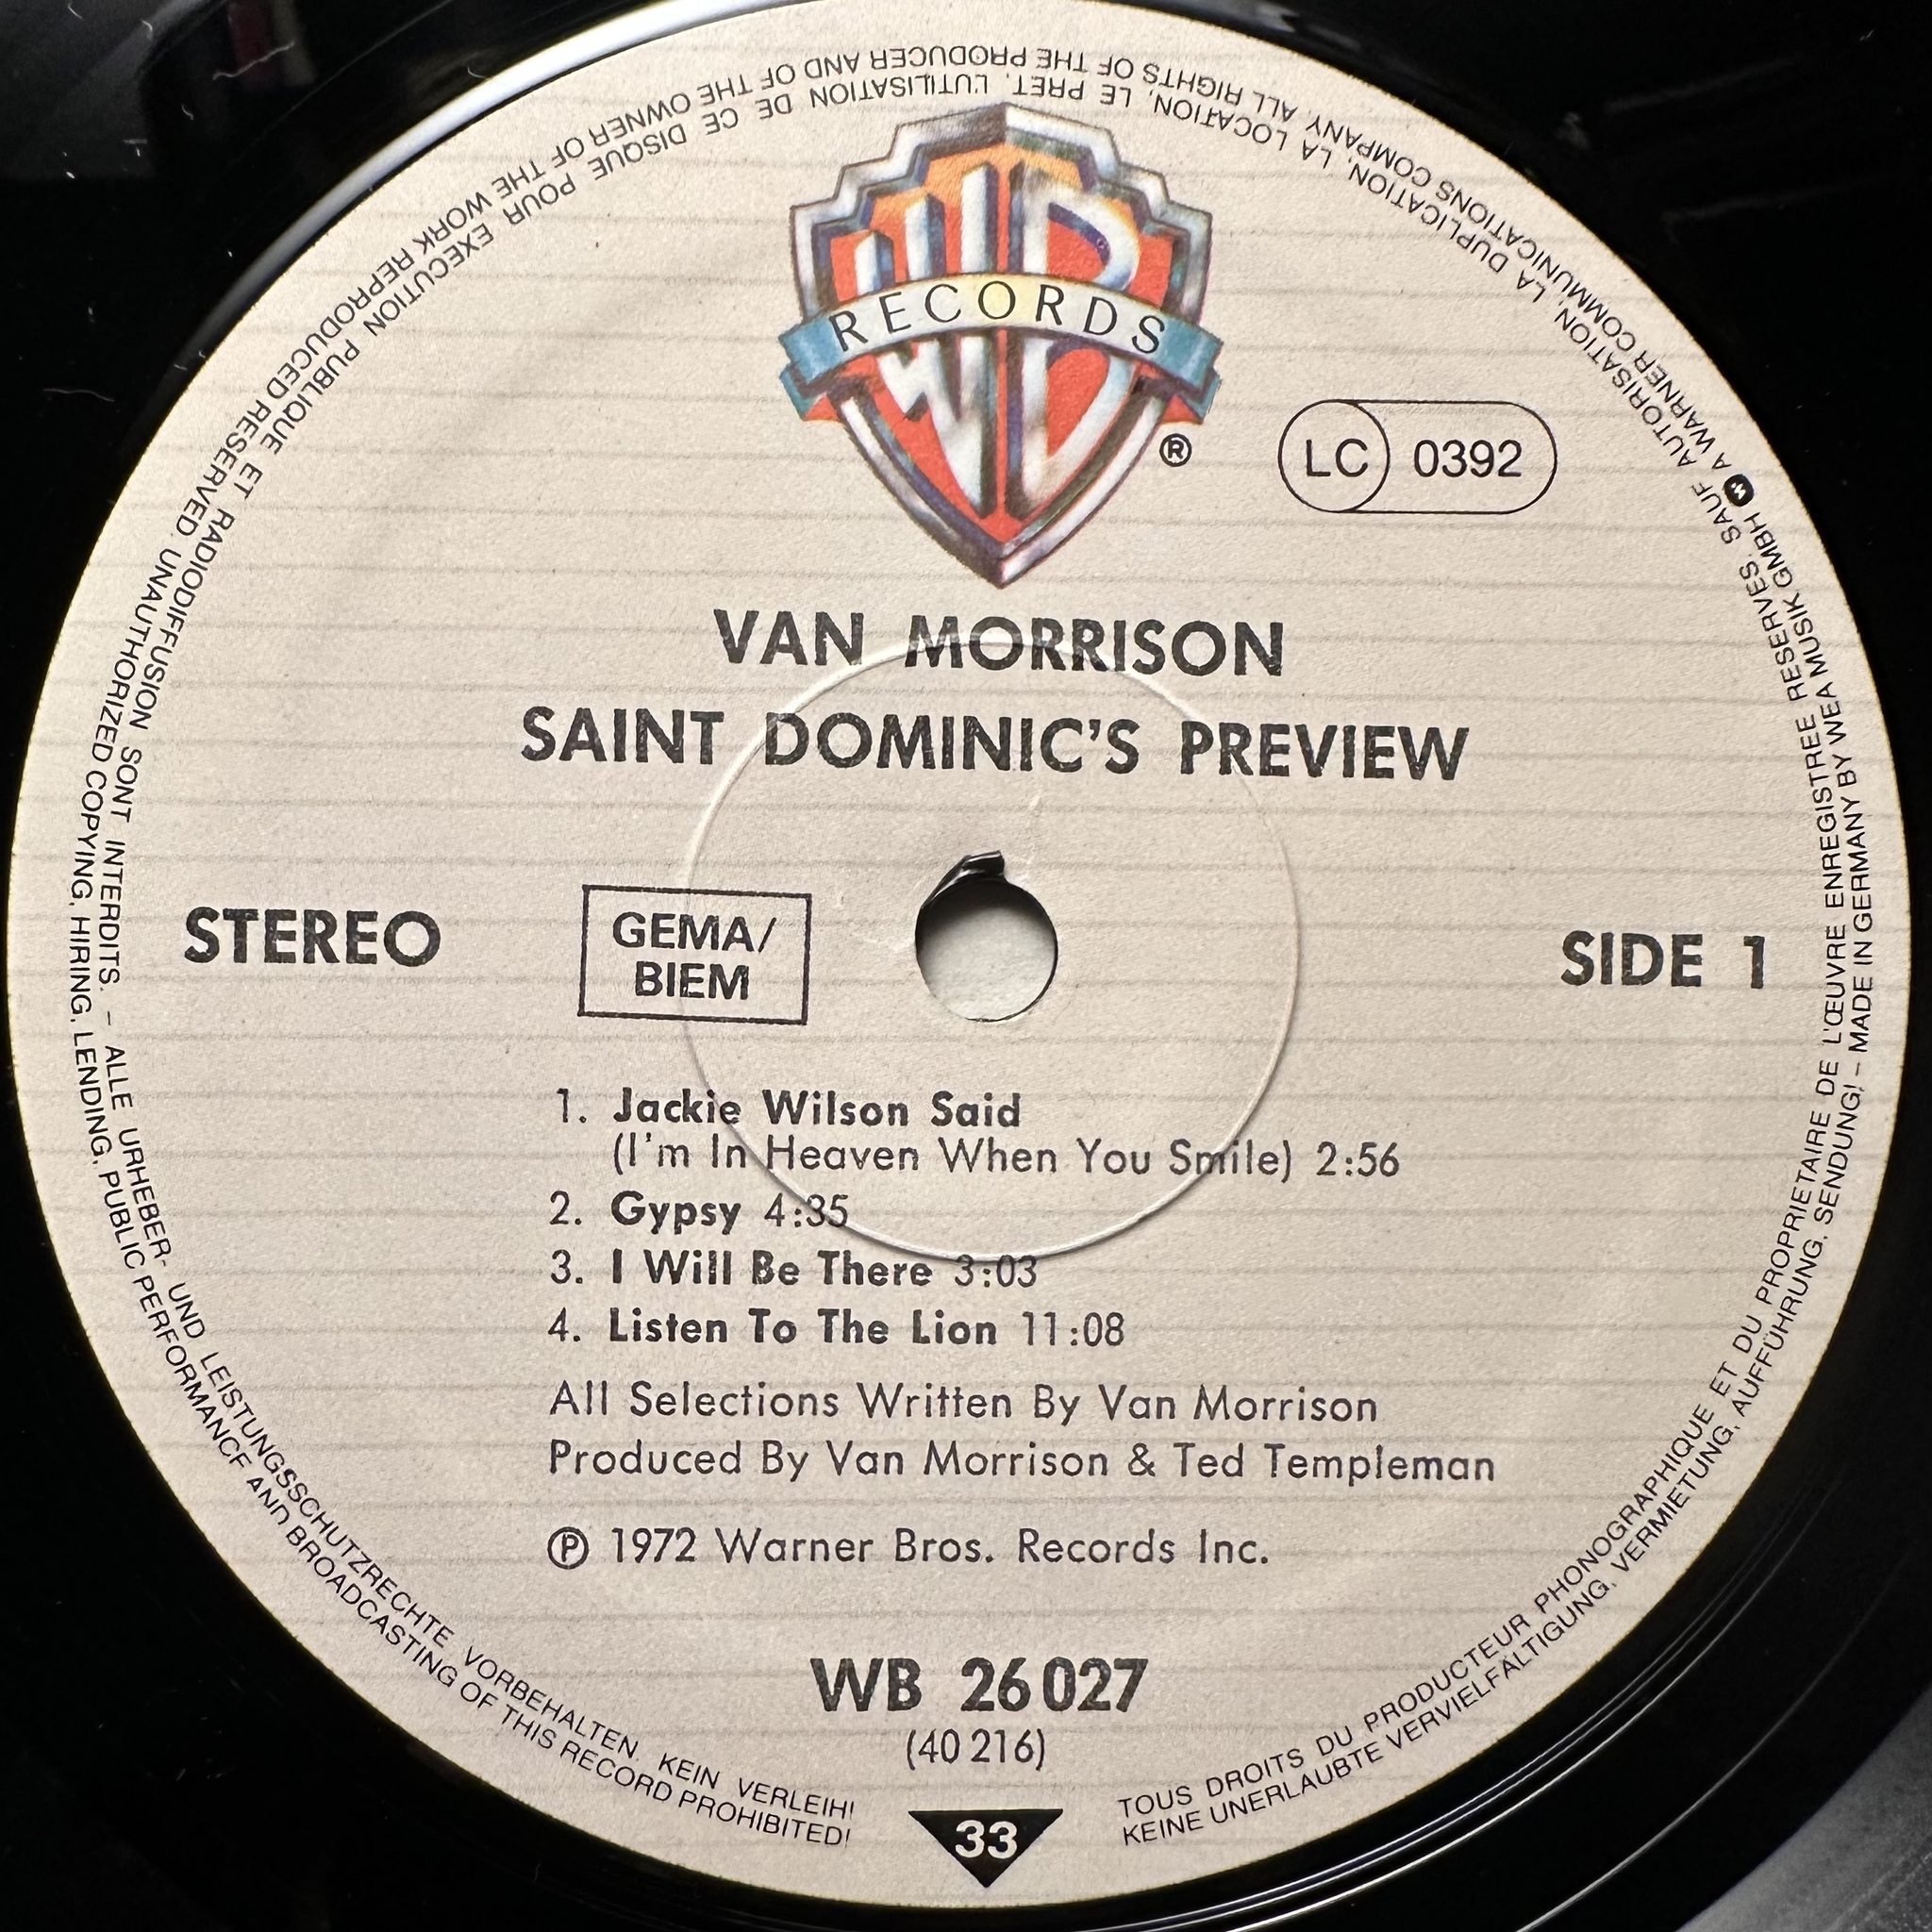 WB
RECORDS
®
LC 0392
VAN MORRISON
SAINT DOMINIC'S PREVIEW
STEREO
GEMA/
BIEM
SIDE 1
1. Jackie Wilson Said
(I'm In Heaven When You Smile) 2:56
2. Gypsy 4:35
3. I Will Be There 3:03
4. Listen To The Lion 11:08
All Selections Written By Van Morrison
Produced By Van Morrison & Ted Templeman
℗ 1972 Warner Bros. Records Inc.
WB 26 027
(40 216)
33
TOUS DROITS DU PRODUCTEUR PHONOGRAPHIQUE ET DU PROPRIETAIRE DE L'ŒUVRE ENREGISTREE RESERVES. SAUF AUTORISATION, LA DUPLICATION, LA LOCATION, LE PRET, L'UTILISATION DE CE DISQUE POUR EXECUTION PUBLIQUE ET RADIODIFFUSION SONT INTERDITS. – ALLE URHEBER- UND LEISTUNGSSCHUTZRECHTE VORBEHALTEN KEIN VERLEIH!
KEINE UNERLAUBTE VERVIELFÄLTIGUNG, VERMIETUNG, AUFFÜHRUNG, SENDUNG! – MADE IN GERMANY BY WEA MUSIK GMBH A WARNER COMMUNICATIONS COMPANY. ALL RIGHTS OF THE PRODUCER AND OF THE OWNER OF THE WORK REPRODUCED RESERVED. UNAUTHORIZED COPYING, HIRING, LENDING, PUBLIC PERFORMANCE AND BROADCASTING OF THIS RECORD PROHIBITED!